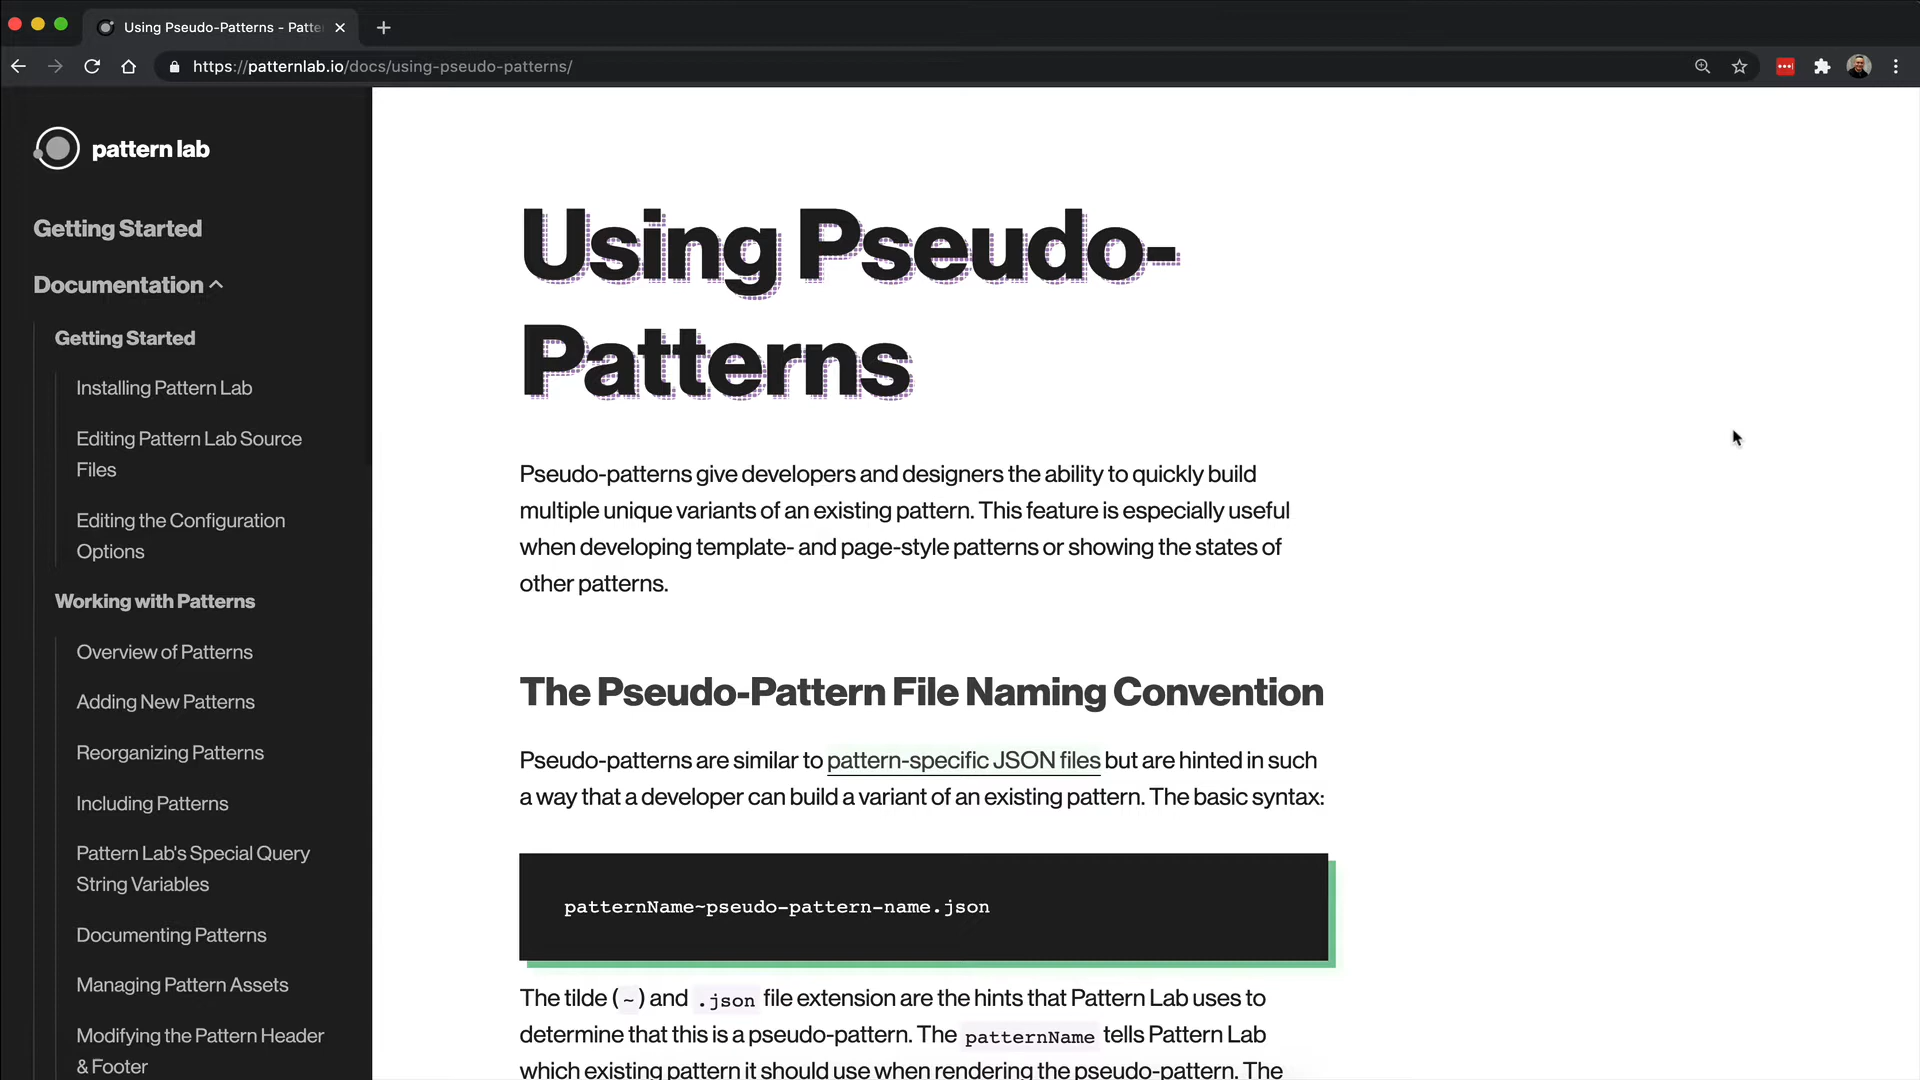 Using Pseudo-Patterns - Patte
https://patternlab.io/docs/using-pseudo-patterns/
pattern lab
Getting Started
Documentation
Getting Started
Installing Pattern Lab
Editing Pattern Lab Source
Files
Editing the Configuration
Options
Working with Patterns
Overview of Patterns
Adding New Patterns
Reorganizing Patterns
Including Patterns
Pattern Lab's Special Query
String Variables
Documenting Patterns
Managing Pattern Assets
Modifying the Pattern Header
& Footer
Using Pseudo-
Patterns
Pseudo-patterns give developers and designers the ability to quickly build
multiple unique variants of an existing pattern. This feature is especially useful
when developing template- and page-style patterns or showing the states of
other patterns.
The Pseudo-Pattern File Naming Convention
Pseudo-patterns are similar to pattern-specific JSON files but are hinted in such
a way that a developer can build a variant of an existing pattern. The basic syntax:
patternName~pseudo-pattern-name.json
The tilde ( ~ ) and .json file extension are the hints that Pattern Lab uses to
determine that this is a pseudo-pattern. The patternName tells Pattern Lab
which existing pattern it should use when rendering the pseudo-pattern. The